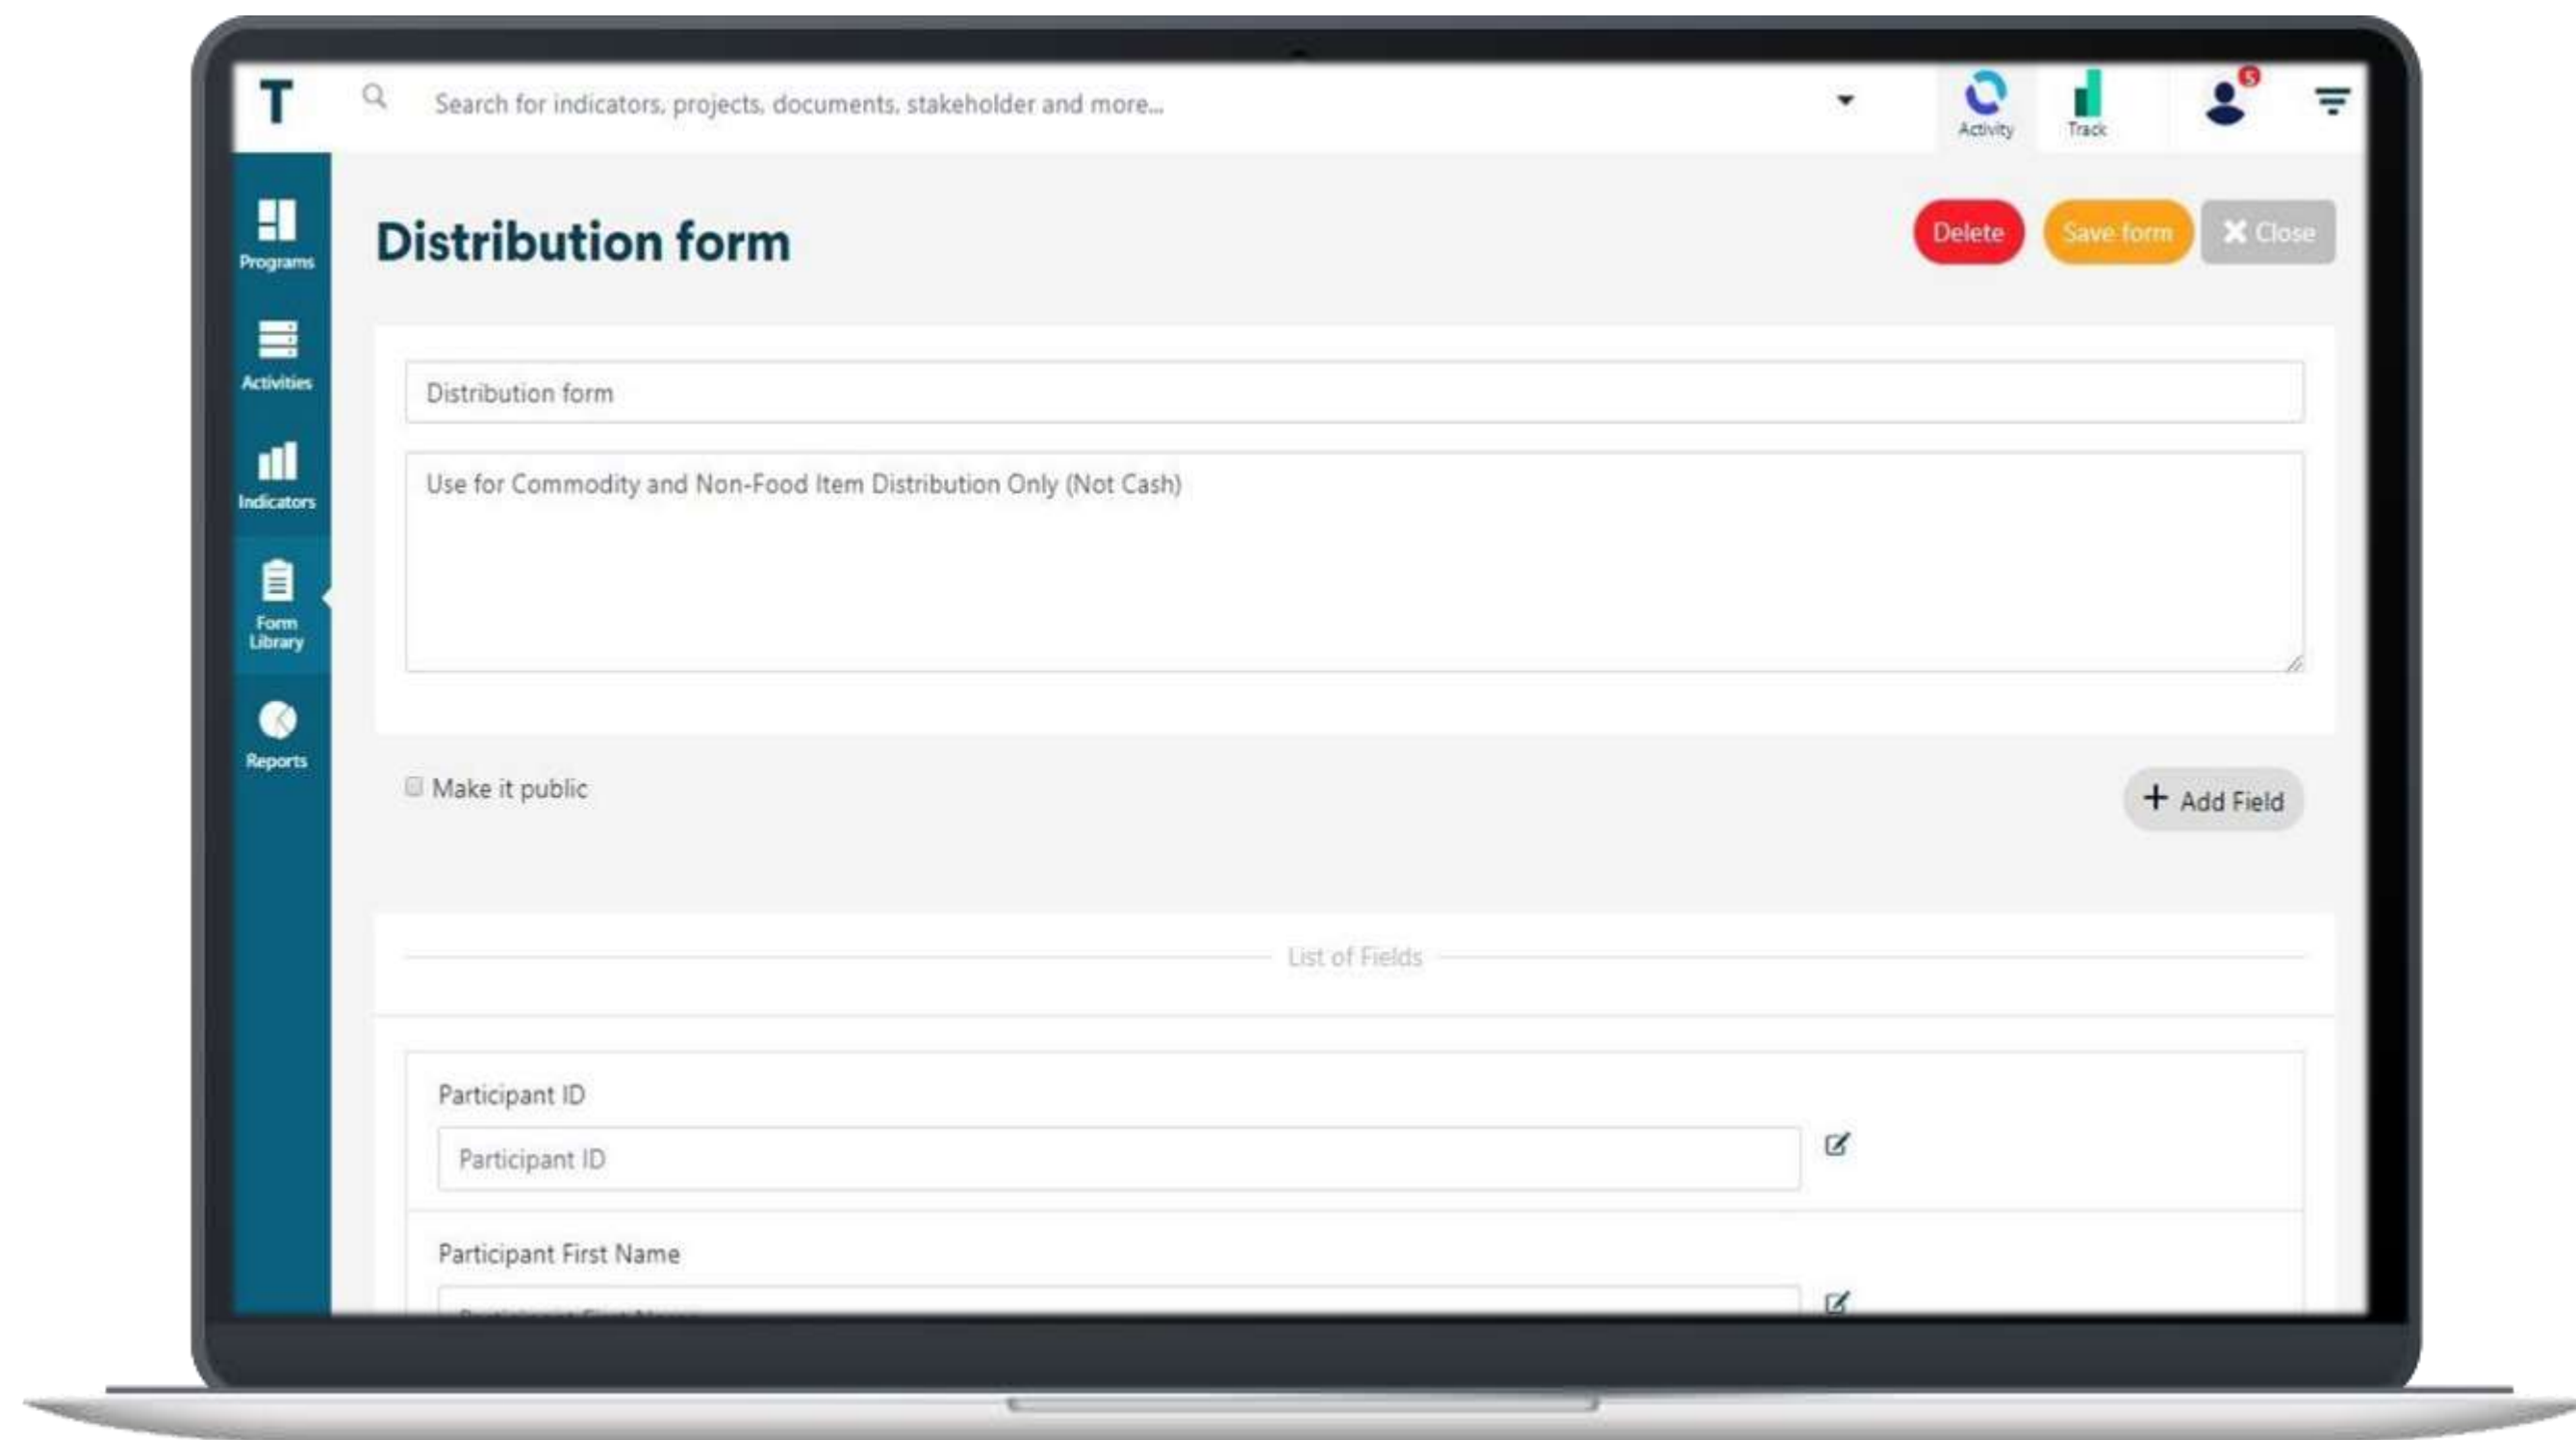 T
Search for indicators, projects, documents, stakeholder and more...
Activity
Track
5
Programs
Activities
Indicators
Form
Library
Reports
Distribution form
Delete
Save form
Close
Distribution form
Use for Commodity and Non-Food Item Distribution Only (Not Cash)
Make it public
+ Add Field
List of Fields
Participant ID
Participant ID
Participant First Name